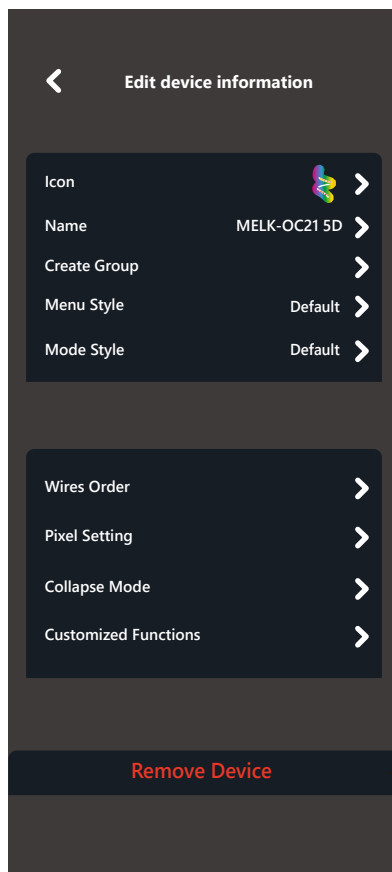 Edit device information
Icon
Name MELK-OC21 5D
Create Group
Menu Style Default
Mode Style Default
Wires Order
Pixel Setting
Collapse Mode
Customized Functions
Remove Device